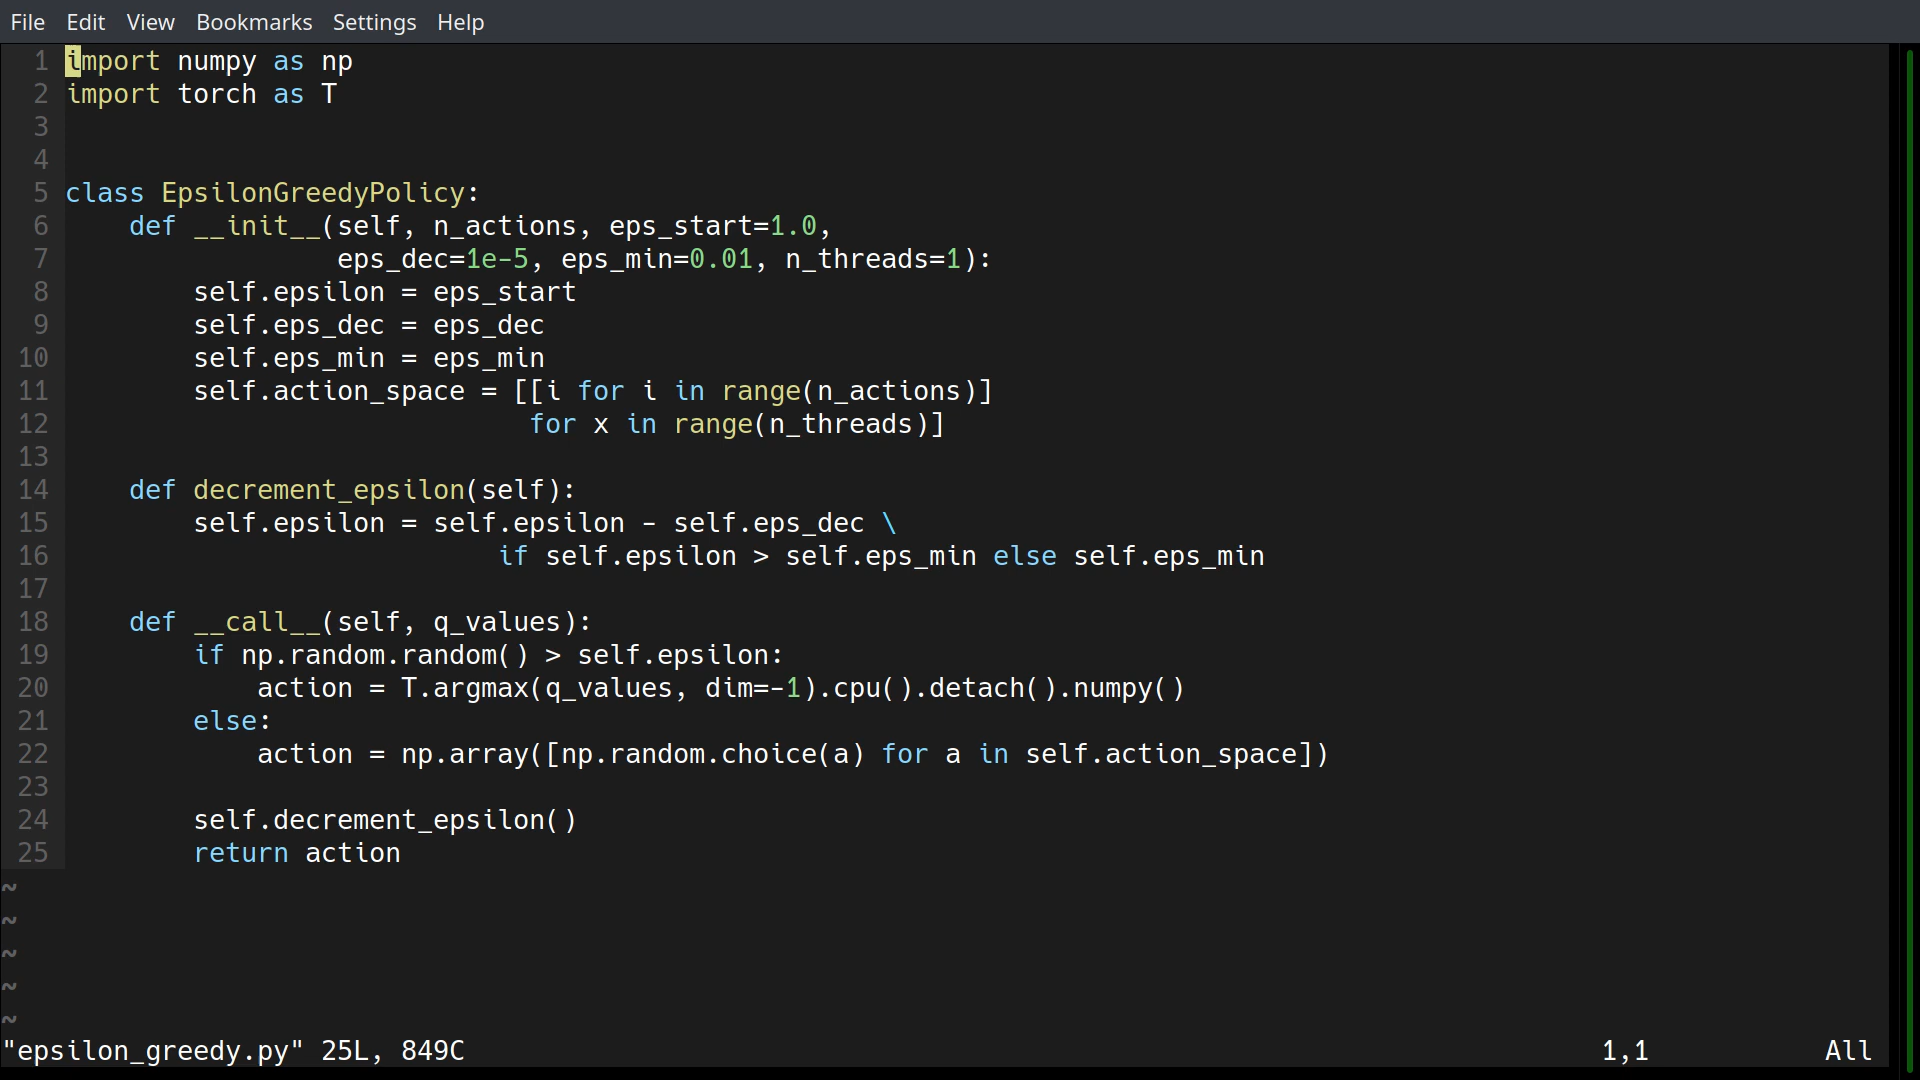 File Edit View Bookmarks Settings Help
1 import numpy as np
2 import torch as T
3
4
5 class EpsilonGreedyPolicy:
6     def __init__(self, n_actions, eps_start=1.0,
7                  eps_dec=1e-5, eps_min=0.01, n_threads=1):
8         self.epsilon = eps_start
9         self.eps_dec = eps_dec
10         self.eps_min = eps_min
11         self.action_space = [[i for i in range(n_actions)]
12                              for x in range(n_threads)]
13
14     def decrement_epsilon(self):
15         self.epsilon = self.epsilon - self.eps_dec \
16                            if self.epsilon > self.eps_min else self.eps_min
17
18     def __call__(self, q_values):
19         if np.random.random() > self.epsilon:
20             action = T.argmax(q_values, dim=-1).cpu().detach().numpy()
21         else:
22             action = np.array([np.random.choice(a) for a in self.action_space])
23
24         self.decrement_epsilon()
25         return action
~
~
~
~
~
"epsilon_greedy.py" 25L, 849C 1,1 All